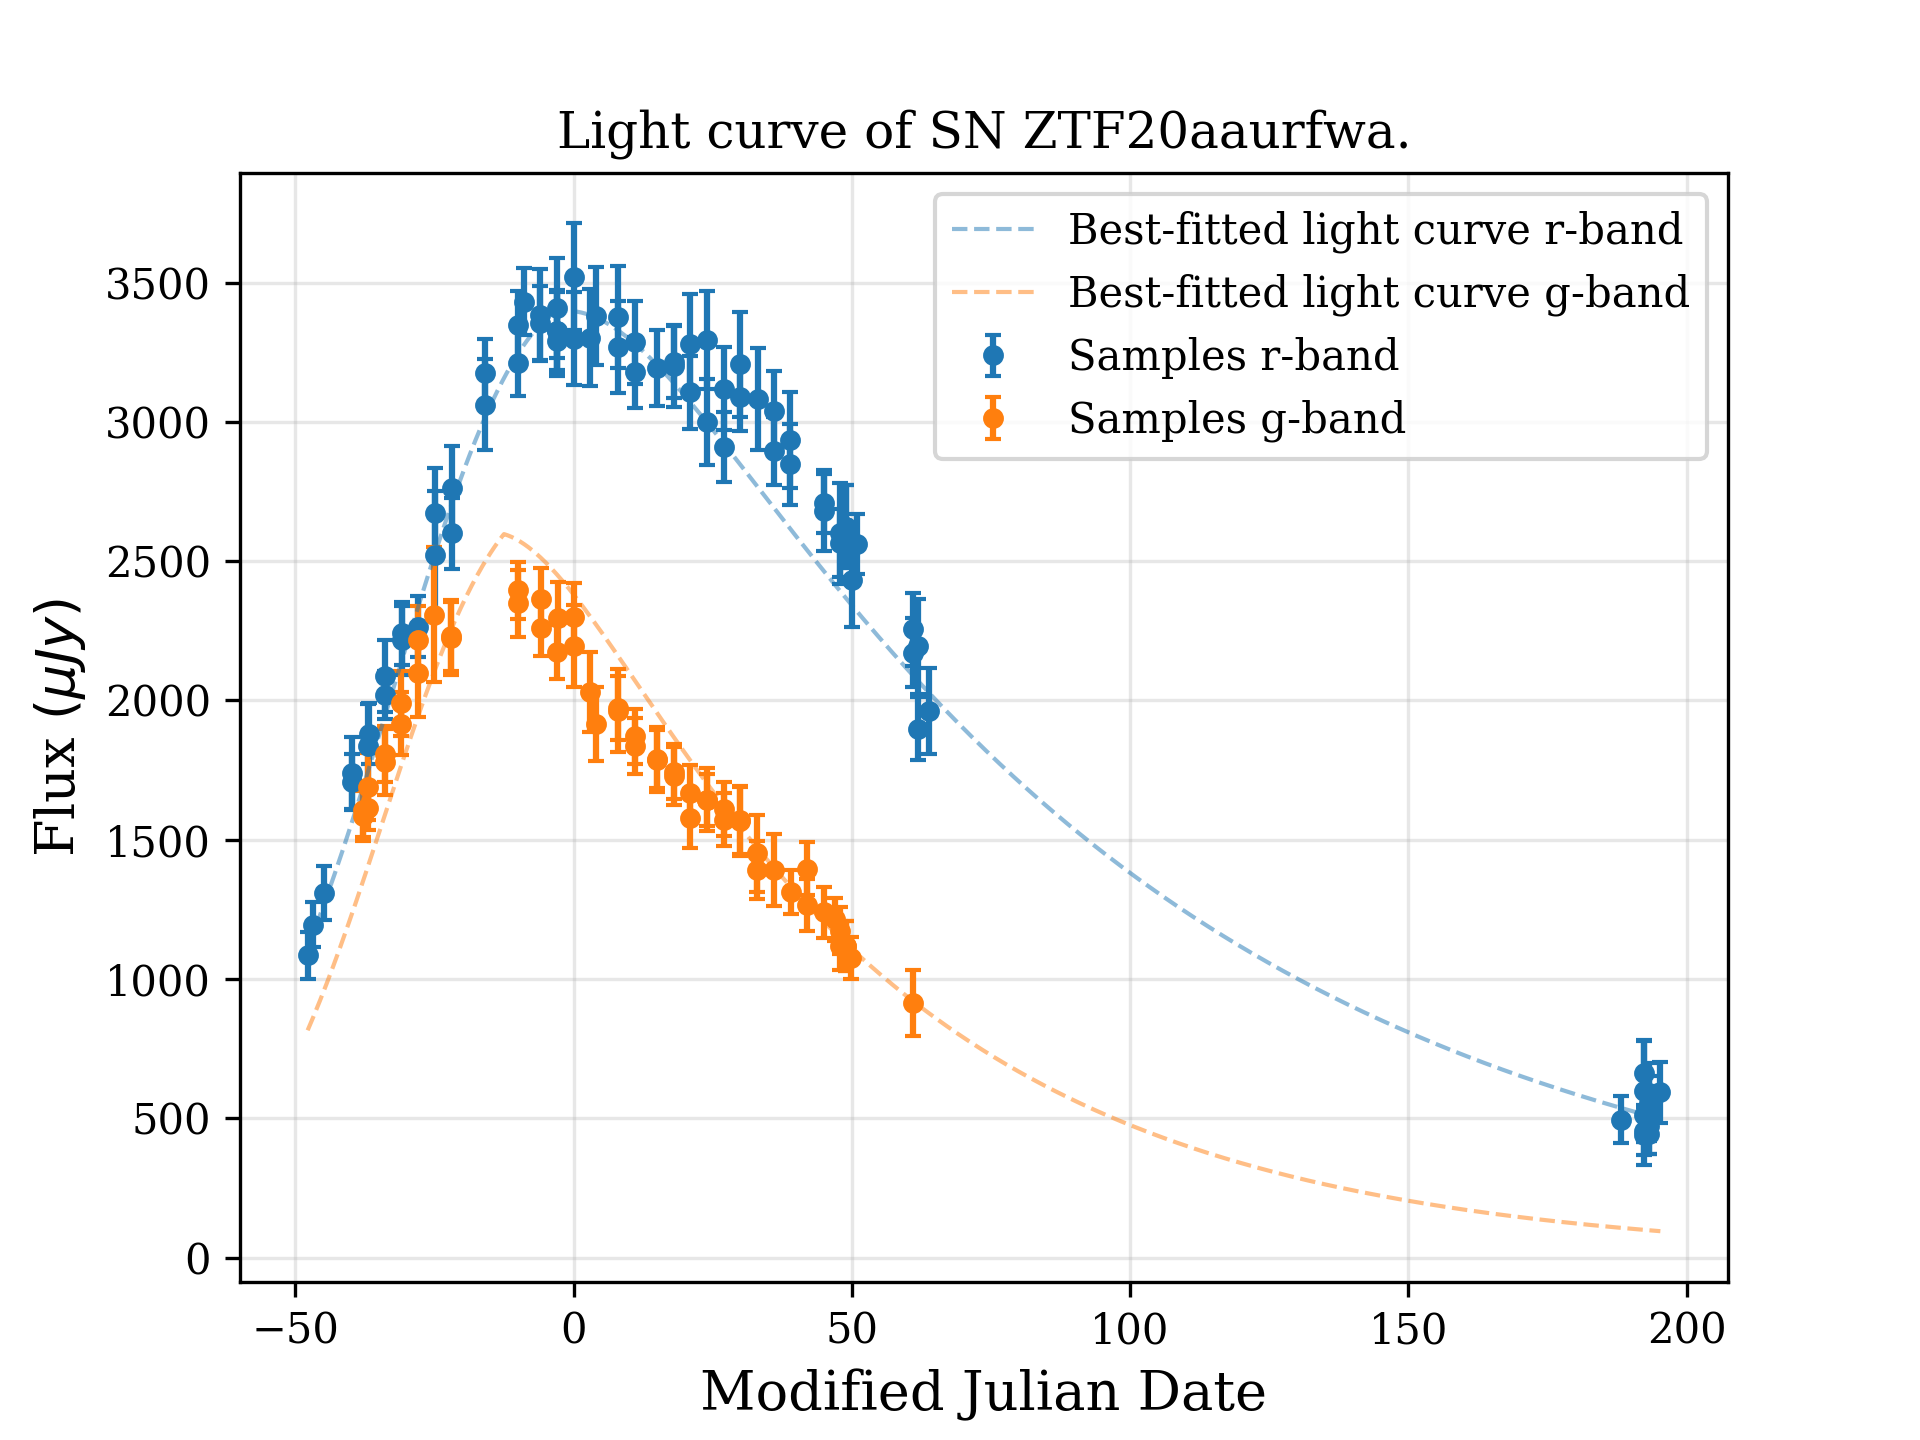 Light curve of SN ZTF20aaurfwa.
Best-fitted light curve r-band
Best-fitted light curve g-band
Samples r-band
Samples g-band
Flux (μJy)
3500
3000
2500
2000
1500
1000
500
0
−50 0 50 100 150 200
Modified Julian Date